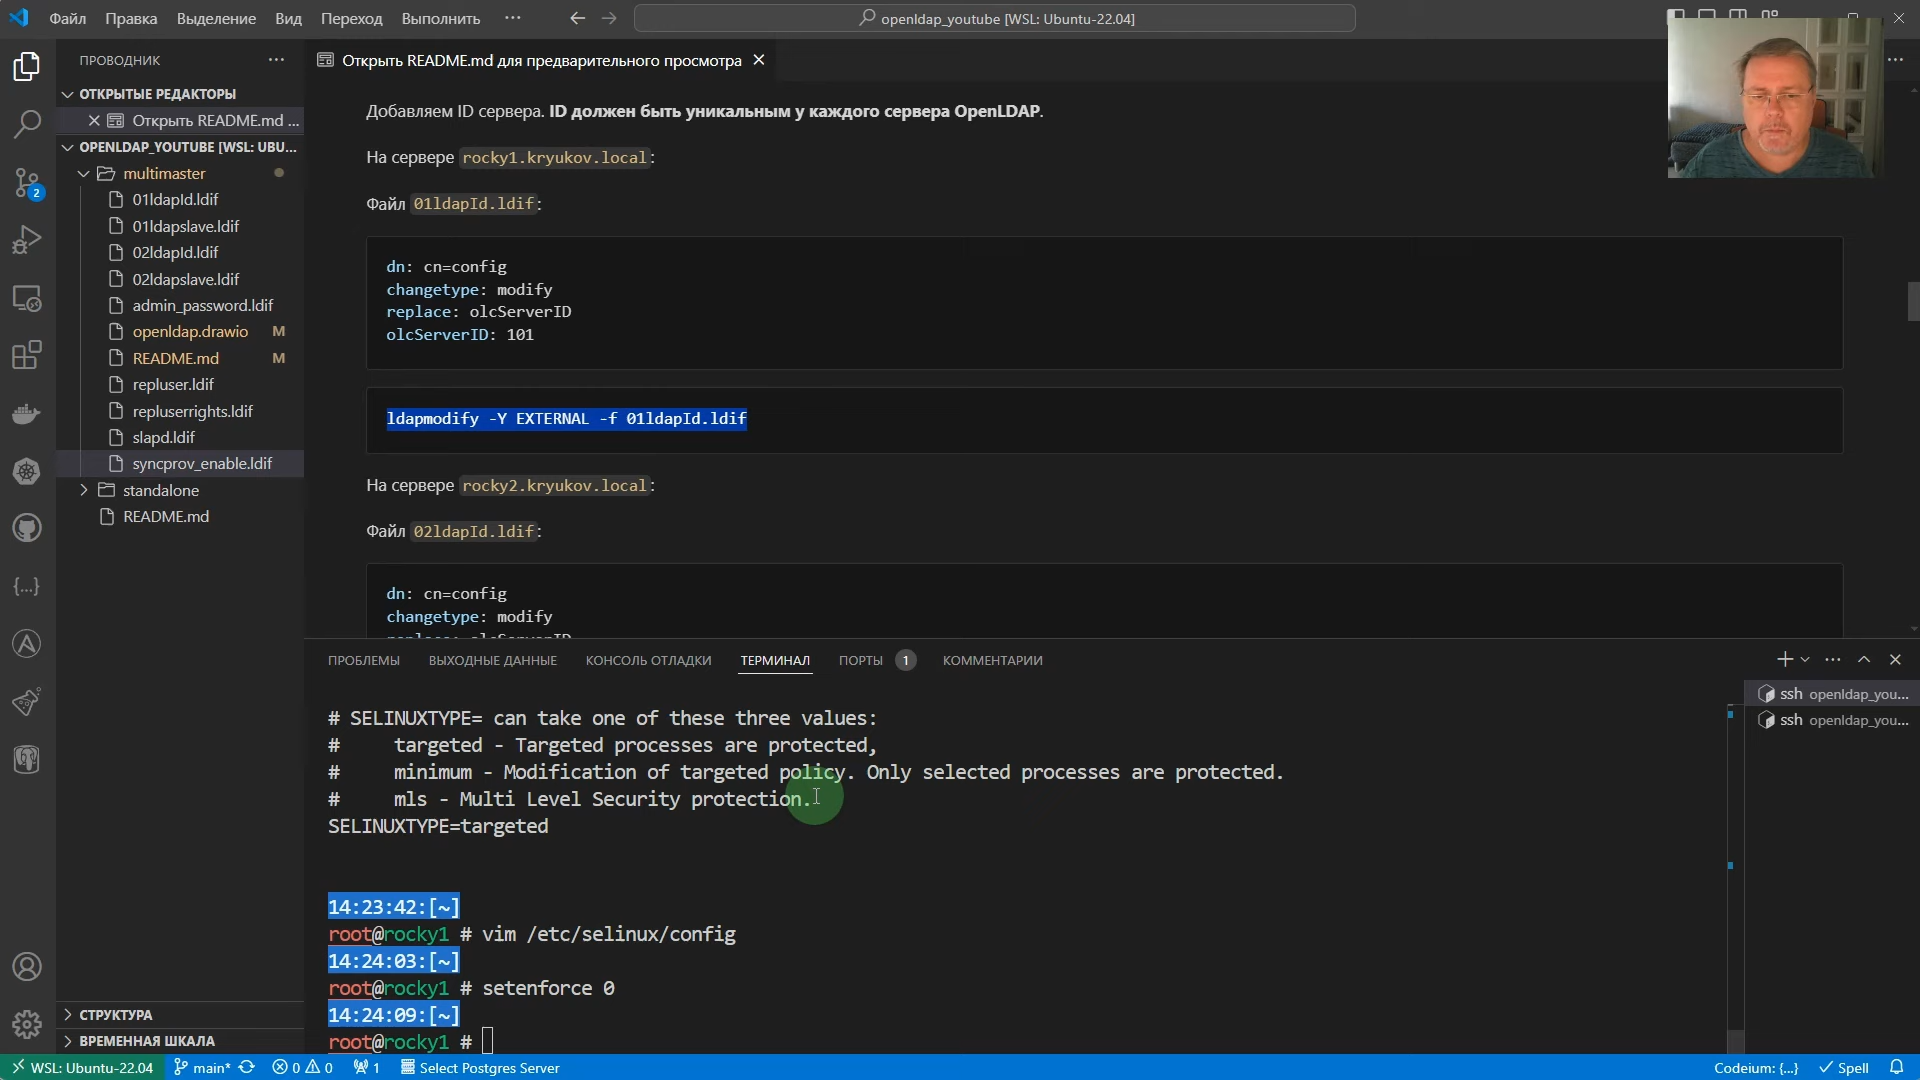 Файл Правка Выделение Вид Переход Выполнить ··· openldap_youtube [WSL: Ubuntu-22.04]
ПРОВОДНИК ···
ОТКРЫТЫЕ РЕДАКТОРЫ
Открыть README.md ...
OPENLDAP_YOUTUBE [WSL: UBU...
multimaster
01ldapId.ldif
01ldapslave.ldif
02ldapId.ldif
02ldapslave.ldif
admin_password.ldif
openldap.drawio M
README.md M
repluser.ldif
repluserrights.ldif
slapd.ldif
syncprov_enable.ldif
standalone
README.md
СТРУКТУРА
ВРЕМЕННАЯ ШКАЛА
2
Открыть README.md для предварительного просмотра
Добавляем ID сервера. ID должен быть уникальным у каждого сервера OpenLDAP.
На сервере rocky1.kryukov.local:
Файл 01ldapId.ldif:
dn: cn=config
changetype: modify
replace: olcServerID
olcServerID: 101
ldapmodify -Y EXTERNAL -f 01ldapId.ldif
На сервере rocky2.kryukov.local:
Файл 02ldapId.ldif:
dn: cn=config
changetype: modify
replace: olcServerID
ПРОБЛЕМЫ ВЫХОДНЫЕ ДАННЫЕ КОНСОЛЬ ОТЛАДКИ ТЕРМИНАЛ ПОРТЫ 1 КОММЕНТАРИИ
ssh openldap_you...
ssh openldap_you...
# SELINUXTYPE= can take one of these three values:
# targeted - Targeted processes are protected,
# minimum - Modification of targeted policy. Only selected processes are protected.
# mls - Multi Level Security protection.
SELINUXTYPE=targeted
14:23:42:[~]
root@rocky1 # vim /etc/selinux/config
14:24:03:[~]
root@rocky1 # setenforce 0
14:24:09:[~]
root@rocky1 #
WSL: Ubuntu-22.04 main* 0 0 1 Select Postgres Server Codeium: {...} Spell